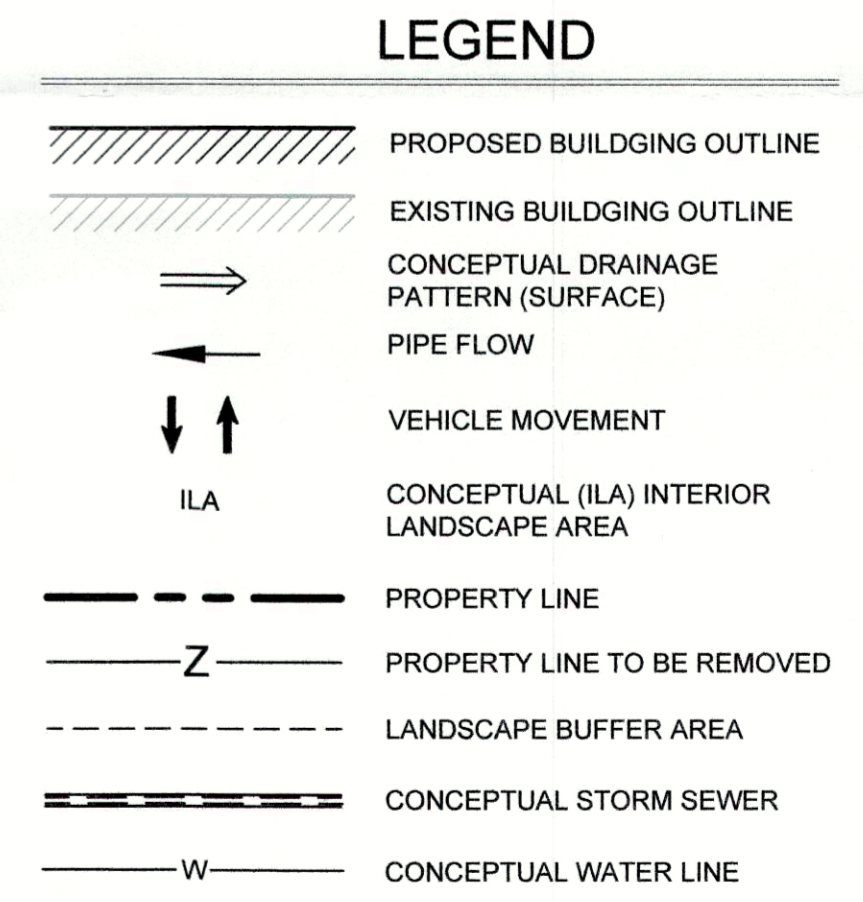 LEGEND
PROPOSED BUILDGING OUTLINE
EXISTING BUILDGING OUTLINE
CONCEPTUAL DRAINAGE
PATTERN (SURFACE)
PIPE FLOW
VEHICLE MOVEMENT
ILA
CONCEPTUAL (ILA) INTERIOR
LANDSCAPE AREA
PROPERTY LINE
Z
PROPERTY LINE TO BE REMOVED
LANDSCAPE BUFFER AREA
CONCEPTUAL STORM SEWER
W
CONCEPTUAL WATER LINE